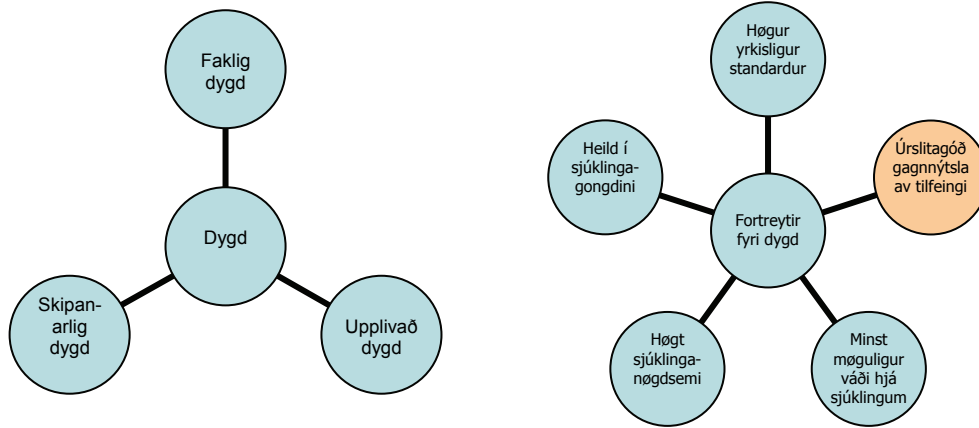 Faklig
dygd
Dygd
Skipan-
arlig
dygd
Upplivað
dygd
Høgur
yrkisligur
standardur
Heild í
sjúklinga-
gongdini
Úrslitagóð
gagnnýtsla
av tilfeingi
Fortreytir
fyri dygd
Høgt
sjúklinga-
nøgdsemi
Minst
møguligur
váði hjá
sjúklingum